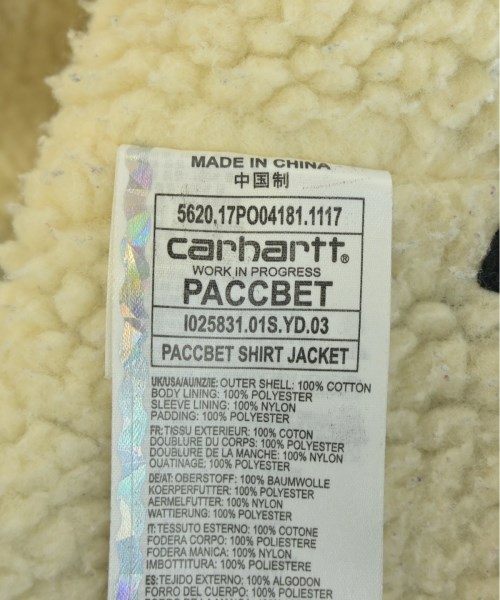 MADE IN CHINA
中国制
5620.17PO04181.1117
carhartt®
WORK IN PROGRESS
PACCBET
I025831.01S.YD.03
PACCBET SHIRT JACKET
UK/USA/AU/NZ/IE: OUTER SHELL: 100% COTTON
BODY LINING: 100% POLYESTER
SLEEVE LINING: 100% NYLON
PADDING: 100% POLYESTER
FR: TISSU EXTERIEUR: 100% COTON
DOUBLURE DU CORPS: 100% POLYESTER
DOUBLURE DE LA MANCHE: 100% NYLON
OUATINAGE: 100% POLYESTER
DE/AT: OBERSTOFF: 100% BAUMWOLLE
KOERPERFUTTER: 100% POLYESTER
AERMELFUTTER: 100% NYLON
WATTIERUNG: 100% POLYESTER
IT: TESSUTO ESTERNO: 100% COTONE
FODERA CORPO: 100% POLIESTERE
FODERA MANICA: 100% NYLON
IMBOTTITURA: 100% POLIESTERE
ES: TEJIDO EXTERNO: 100% ALGODON
FORRO DEL CUERPO: 100% POLIESTER